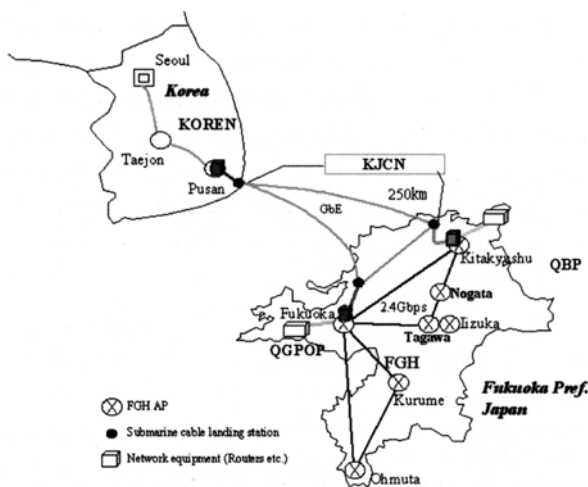 Seoul
Korea
KOREN
Taejon
Pusan
KJCN
250km
GbE
Kitakyushu
QBP
Nogata
Fukuoka
2.4Gbps
Tagawa
Iizuka
QGPOP
FGH
Kurume
Fukuoka Pref.
Japan
FGH AP
Submarine cable landing station
Network equipment (Routers etc.)
Ohmuta